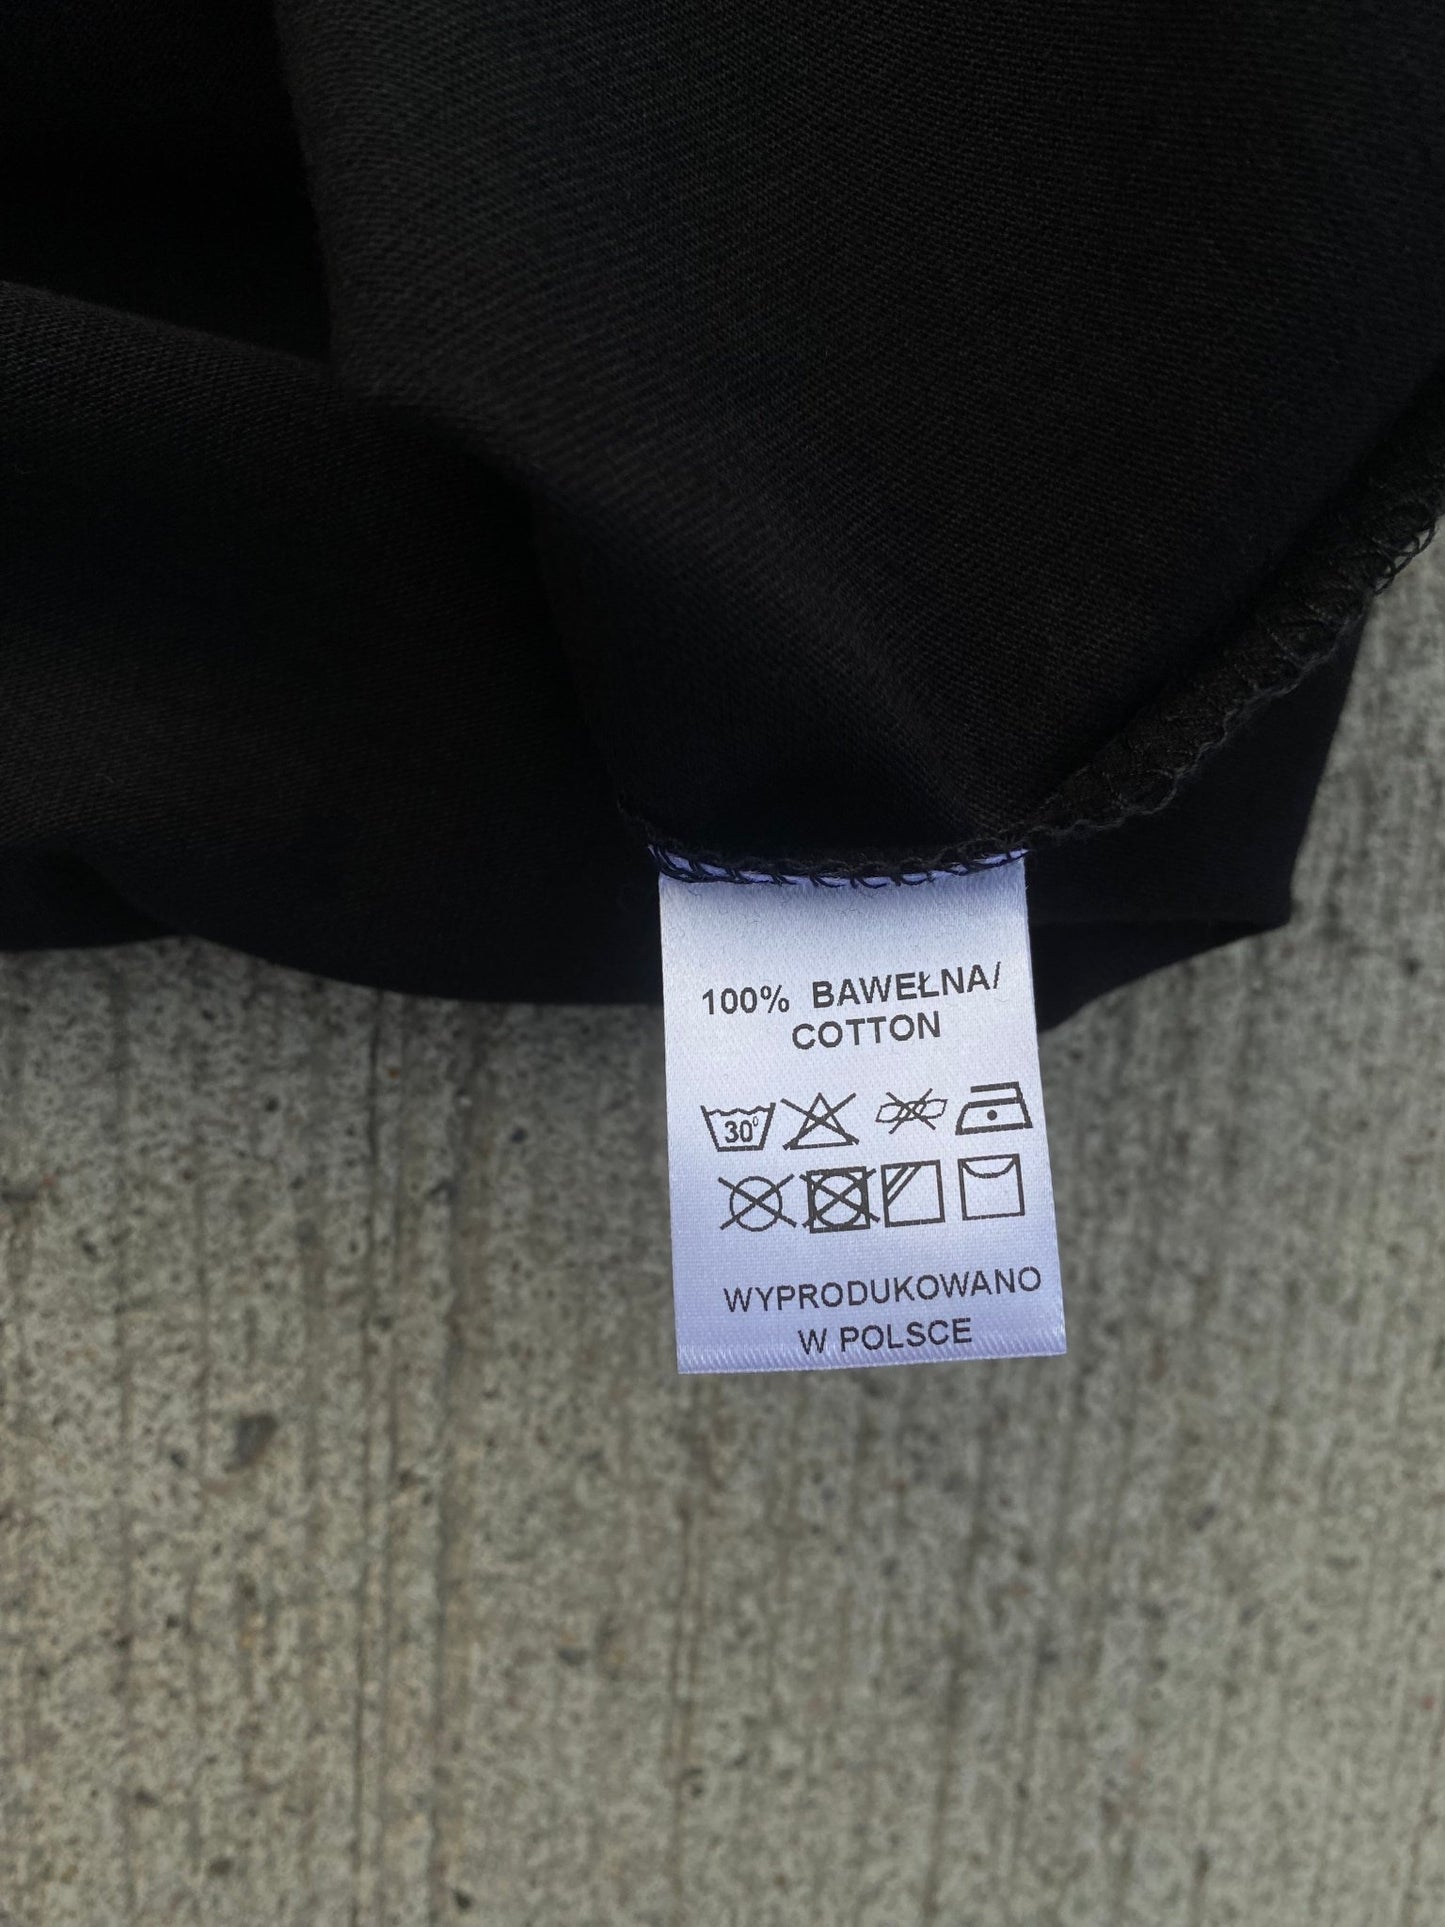 100% BAWEŁNA/
COTTON
30°
WYPRODUKOWANO
W POLSCE